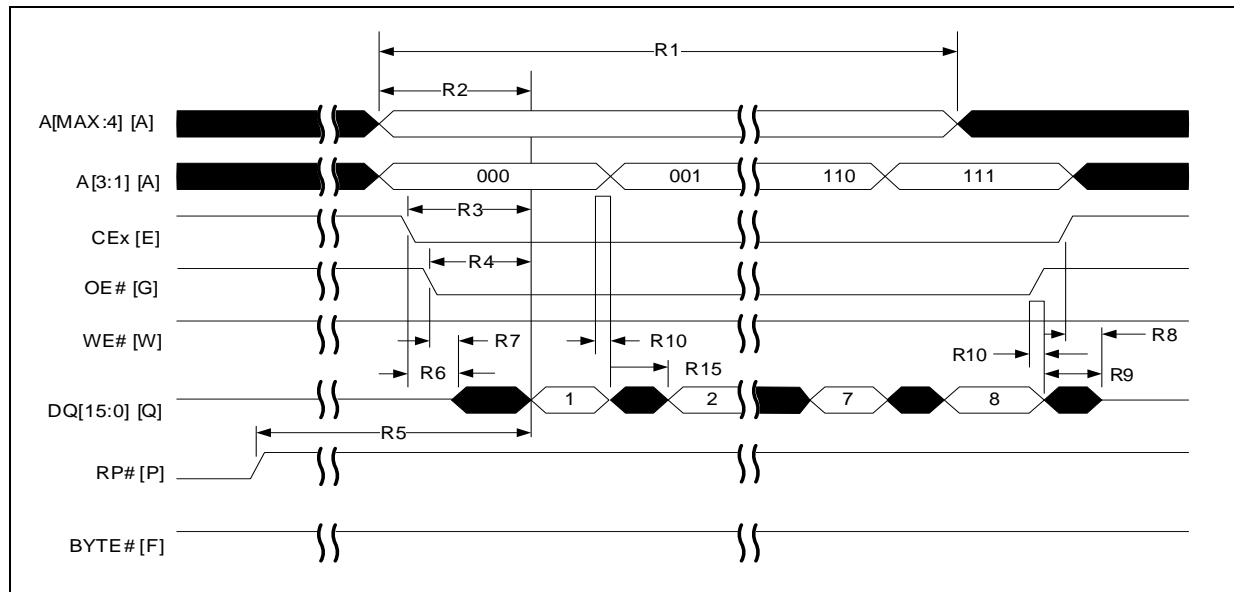 R1
R2
A[MAX:4] [A]
A[3:1] [A]
000
001
110
111
R3
CEx [E]
R4
OE# [G]
WE# [W]
R7
R10
R8
R10
R6
R15
R9
DQ[15:0] [Q]
1
2
7
8
R5
RP# [P]
BYTE# [F]